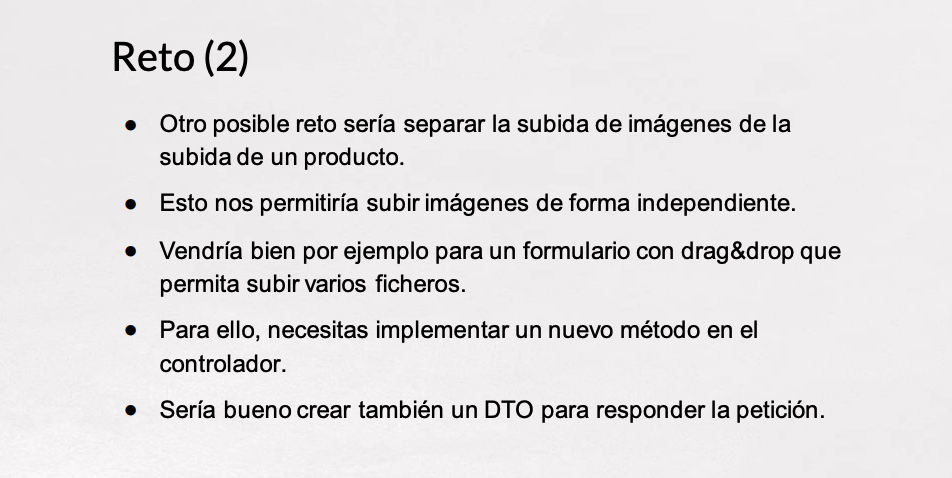 Reto (2)
● Otro posible reto sería separar la subida de imágenes de la
subida de un producto.
● Esto nos permitiría subir imágenes de forma independiente.
● Vendría bien por ejemplo para un formulario con drag&drop que
permita subir varios ficheros.
● Para ello, necesitas implementar un nuevo método en el
controlador.
● Sería bueno crear también un DTO para responder la petición.